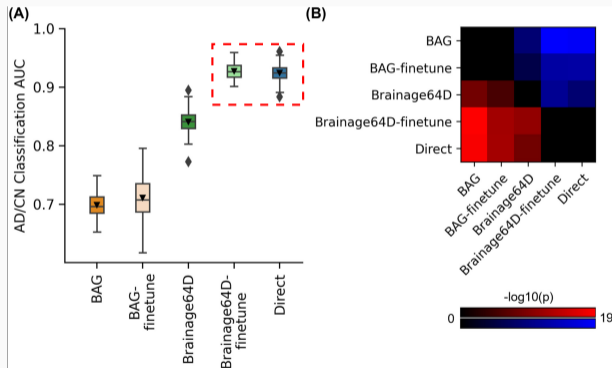 (A)
AD/CN Classification AUC
1.0
0.9
0.8
0.7
BAG
BAG-
finetune
Brainage64D
Brainage64D-
finetune
Direct
(B)
BAG
BAG-finetune
Brainage64D
Brainage64D-finetune
Direct
BAG
BAG-finetune
Brainage64D
Brainage64D-finetune
Direct
-log10(p)
0
19